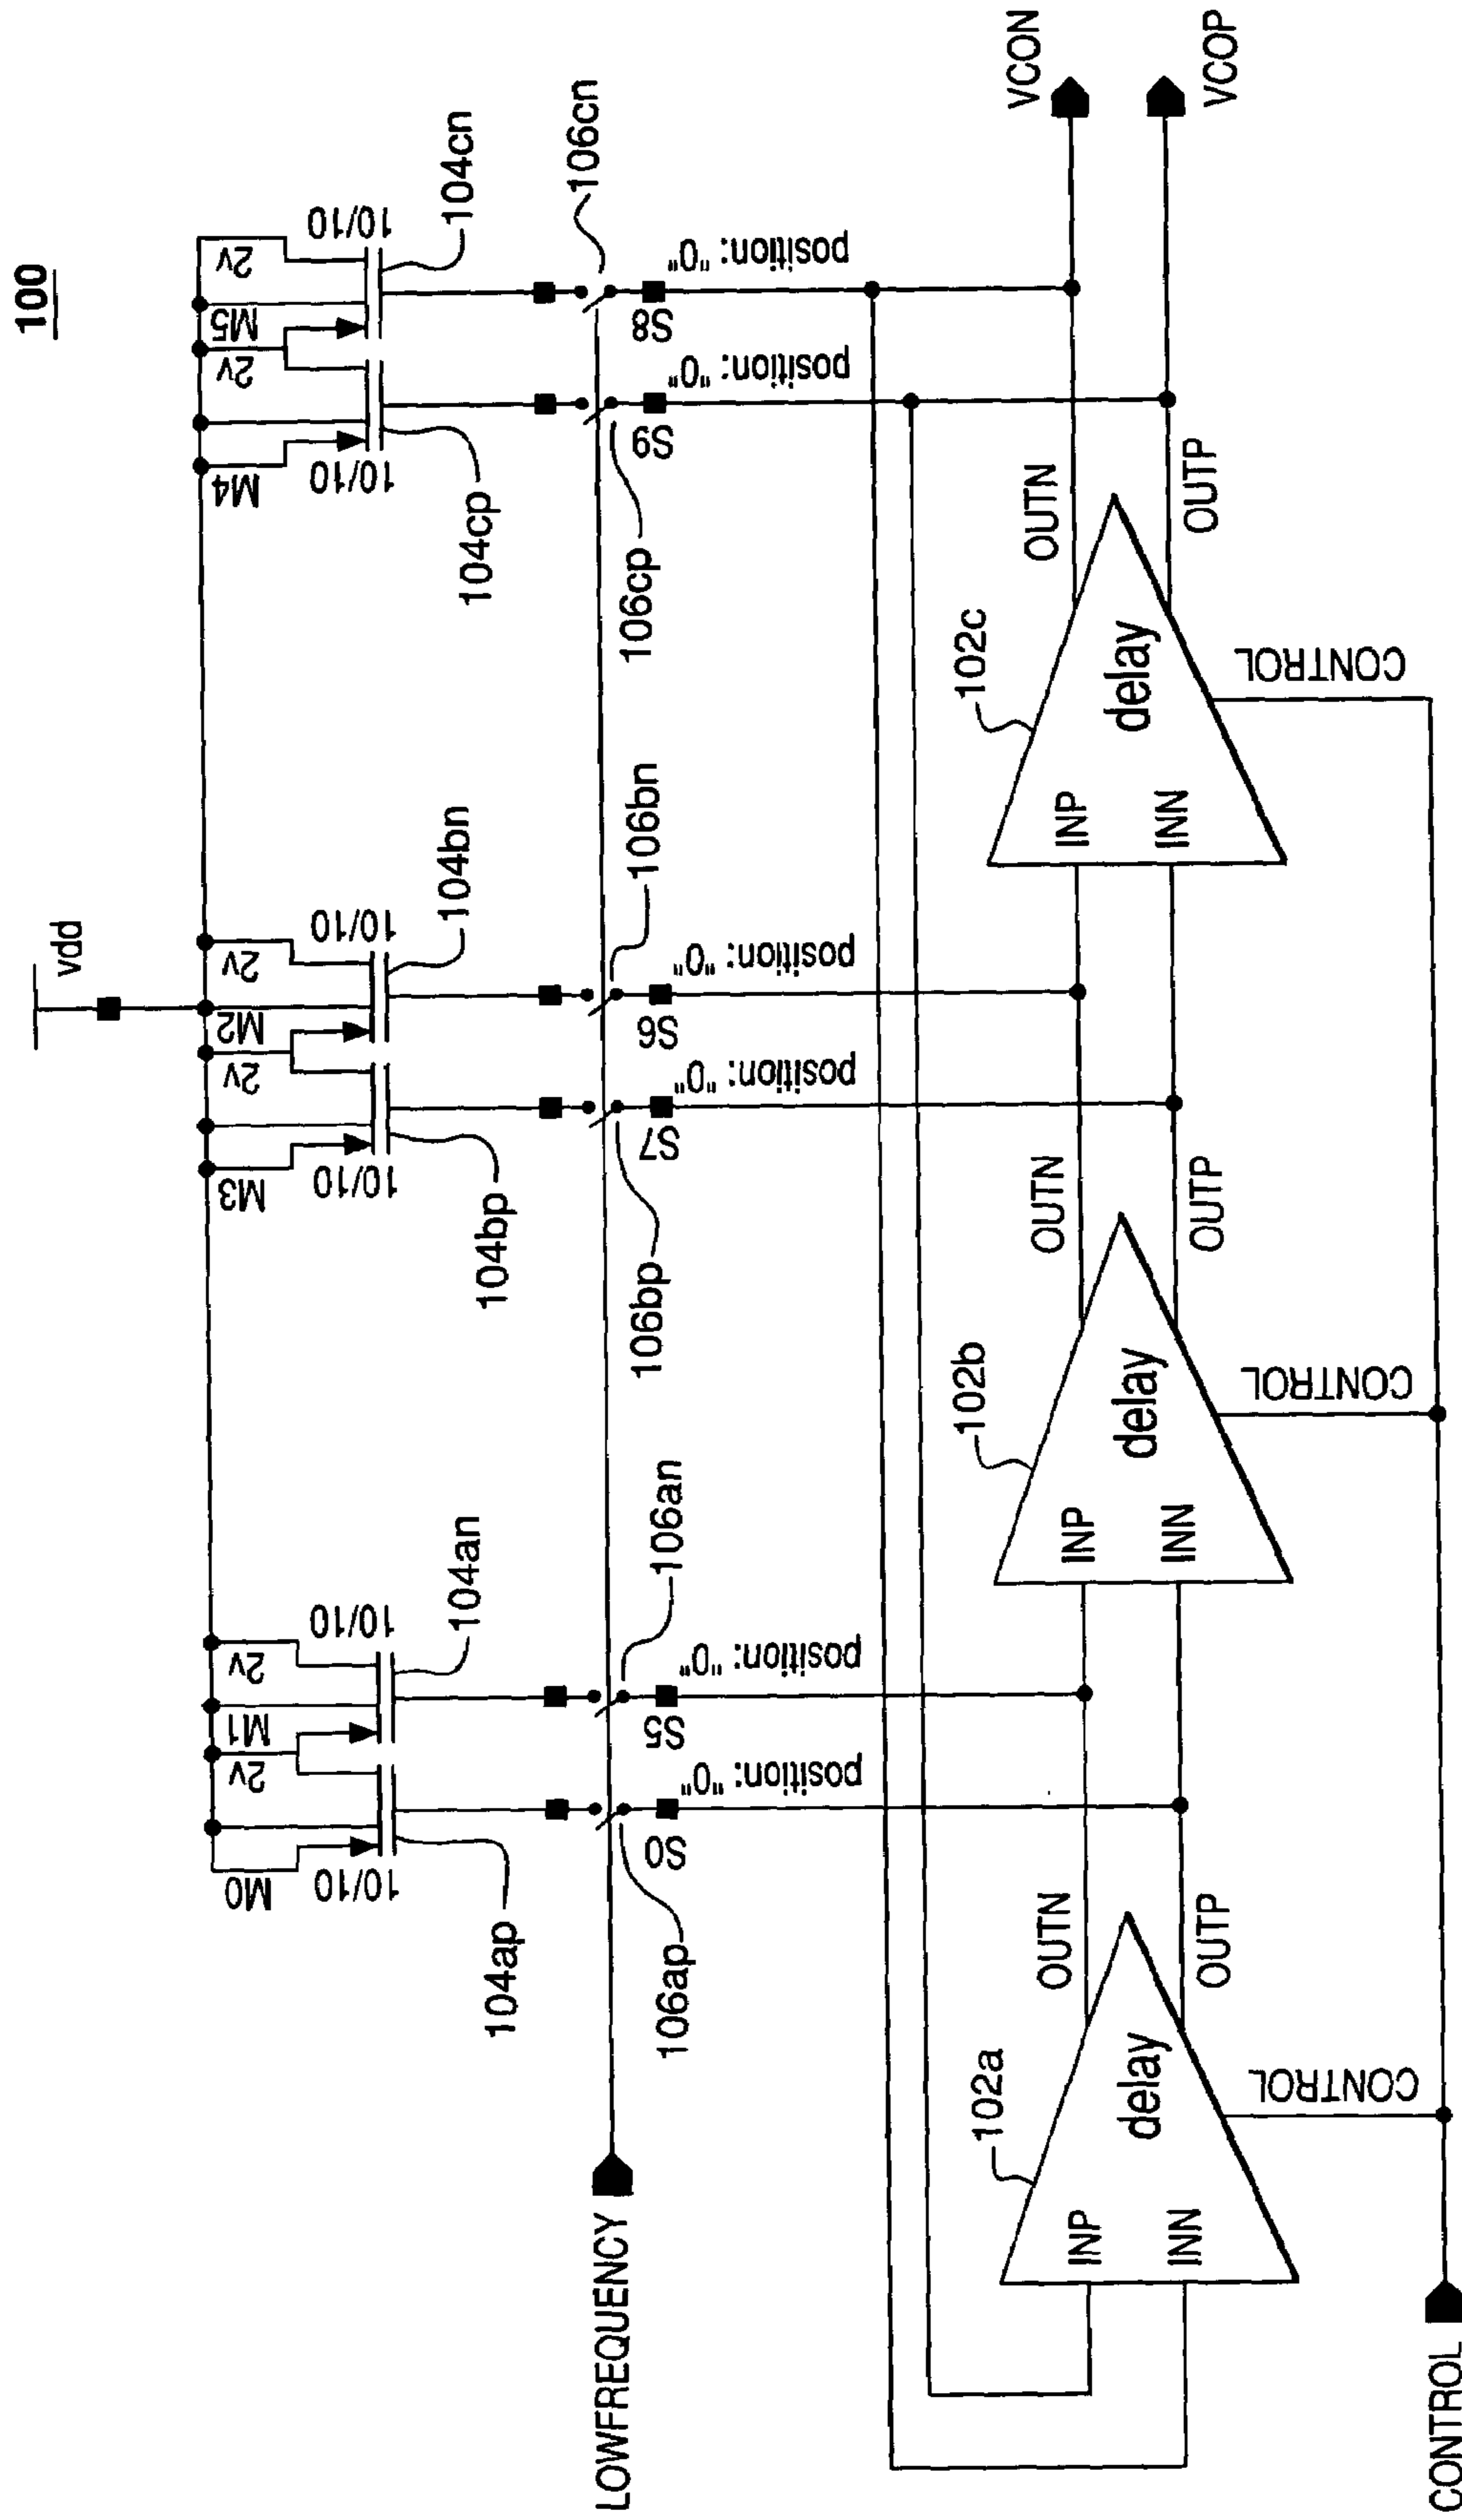 100
vdd
M0
2v
10/10
104ap
M1
2v
10/10
104an
M3
2v
10/10
104bp
M2
2v
10/10
104bn
M4
2v
10/10
104cp
M5
2v
10/10
104cn
LOWFREQUENCY
S0
position: "0"
106ap
S5
position: "0"
106an
S7
position: "0"
106bp
S6
position: "0"
106bn
S9
position: "0"
106cp
S8
position: "0"
106cn
102a
INP
INN
delay
OUTN
OUTP
CONTROL
102b
INP
INN
delay
OUTN
OUTP
CONTROL
102c
INP
INN
delay
OUTN
OUTP
CONTROL
VCON
VCOP
CONTROL